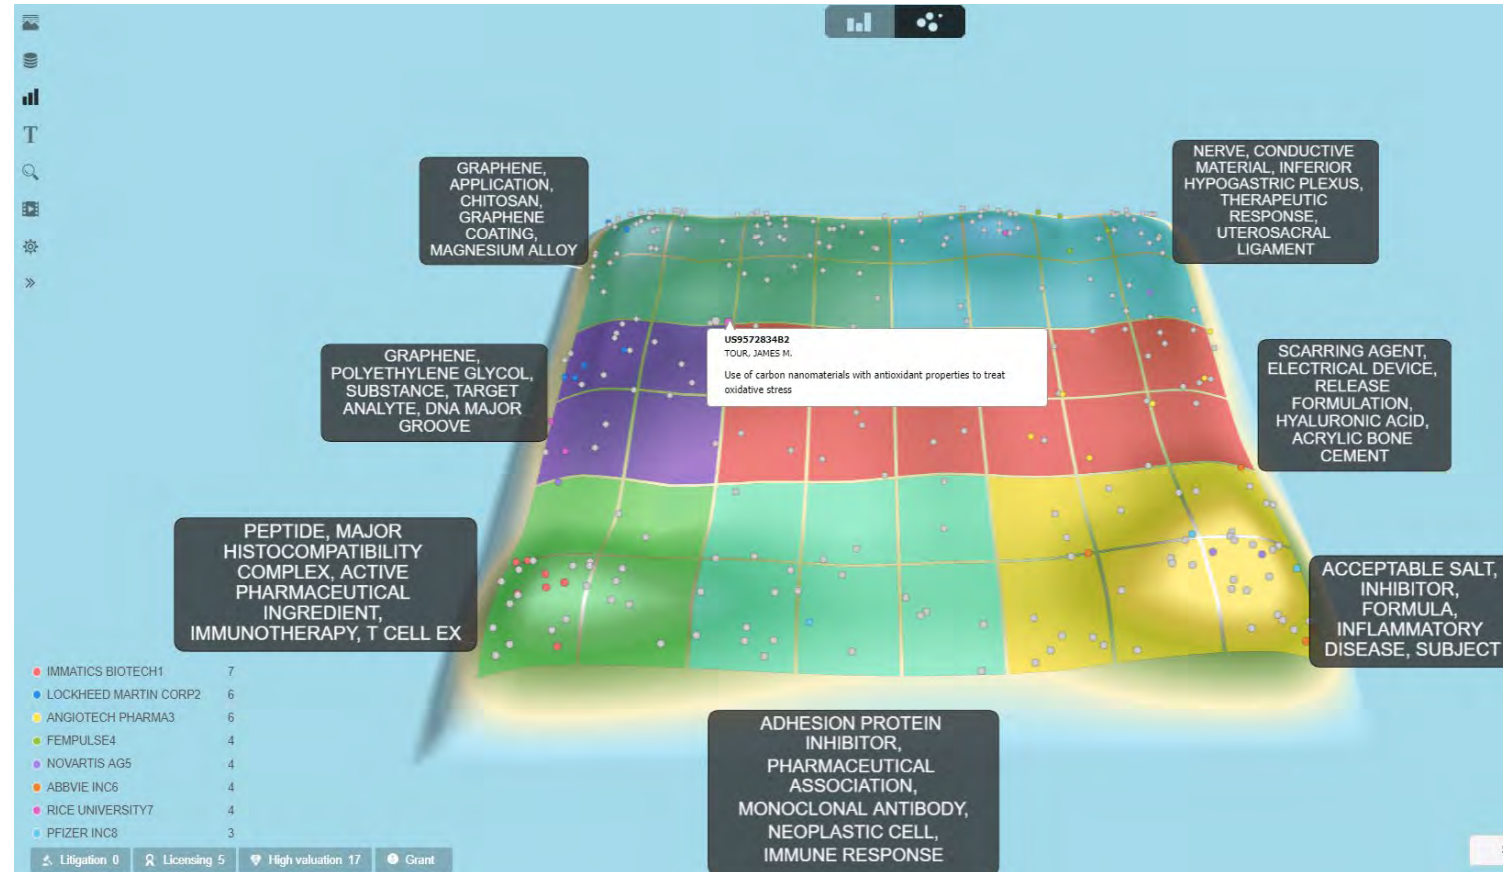 T
GRAPHENE,
APPLICATION,
CHITOSAN,
GRAPHENE
COATING,
MAGNESIUM ALLOY
NERVE, CONDUCTIVE
MATERIAL, INFERIOR
HYPOGASTRIC PLEXUS,
THERAPEUTIC
RESPONSE,
UTEROSACRAL
LIGAMENT
US9572834B2
TOUR, JAMES M.
Use of carbon nanomaterials with antioxidant properties to treat
oxidative stress
GRAPHENE,
POLYETHYLENE GLYCOL,
SUBSTANCE, TARGET
ANALYTE, DNA MAJOR
GROOVE
SCARRING AGENT,
ELECTRICAL DEVICE,
RELEASE
FORMULATION,
HYALURONIC ACID,
ACRYLIC BONE
CEMENT
PEPTIDE, MAJOR
HISTOCOMPATIBILITY
COMPLEX, ACTIVE
PHARMACEUTICAL
INGREDIENT,
IMMUNOTHERAPY, T CELL EX
ACCEPTABLE SALT,
INHIBITOR,
FORMULA,
INFLAMMATORY
DISEASE, SUBJECT
ADHESION PROTEIN
INHIBITOR,
PHARMACEUTICAL
ASSOCIATION,
MONOCLONAL ANTIBODY,
NEOPLASTIC CELL,
IMMUNE RESPONSE
IMMATICS BIOTECH1 7
LOCKHEED MARTIN CORP2 6
ANGIOTECH PHARMA3 6
FEMPULSE4 4
NOVARTIS AG5 4
ABBVIE INC6 4
RICE UNIVERSITY7 4
PFIZER INC8 3
Litigation 0 Licensing 5 High valuation 17 Grant